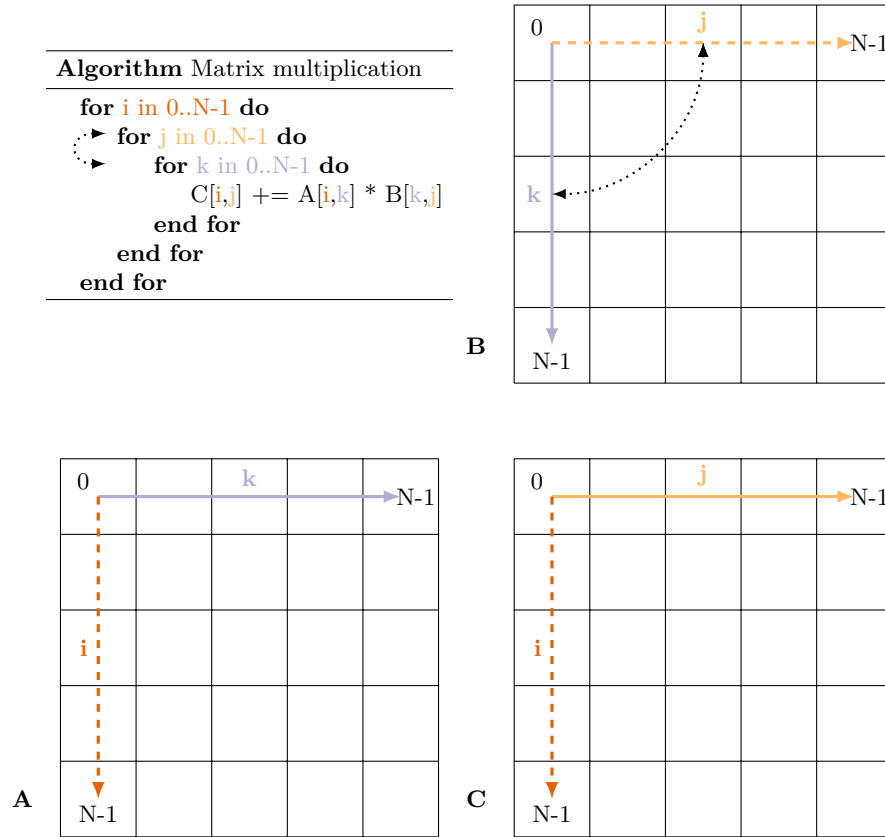 Algorithm Matrix multiplication
for i in 0..N-1 do
for j in 0..N-1 do
for k in 0..N-1 do
C[i,j] += A[i,k] * B[k,j]
end for
end for
end for
0
j
N-1
k
N-1
B
0
k
N-1
i
N-1
A
0
j
N-1
i
N-1
C